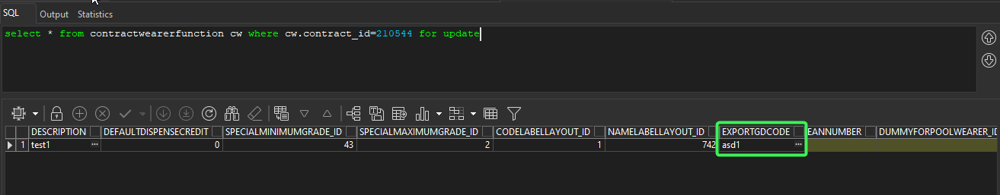 SQL Output Statistics
select * from contractwearerfunction cw where cw.contract_id=210544 for update
DESCRIPTION DEFAULTDISPENSECREDIT SPECIALMINIMUMGRADE_ID SPECIALMAXIMUMGRADE_ID CODELABELLAYOUT_ID NAMELABELLAYOUT_ID EXPORTGDCODE EANNUMBER DUMMYFORPOOLWEARER_ID
1 test1 ... 0 43 2 1 742 asd1 ...